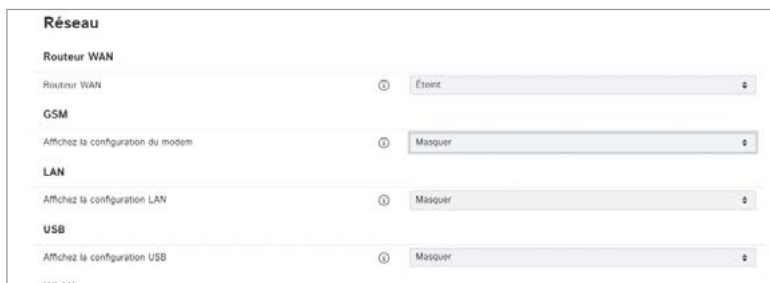 Réseau
Routeur WAN
Routeur WAN Éteint
GSM
Affichez la configuration du modem Masquer
LAN
Affichez la configuration LAN Masquer
USB
Affichez la configuration USB Masquer